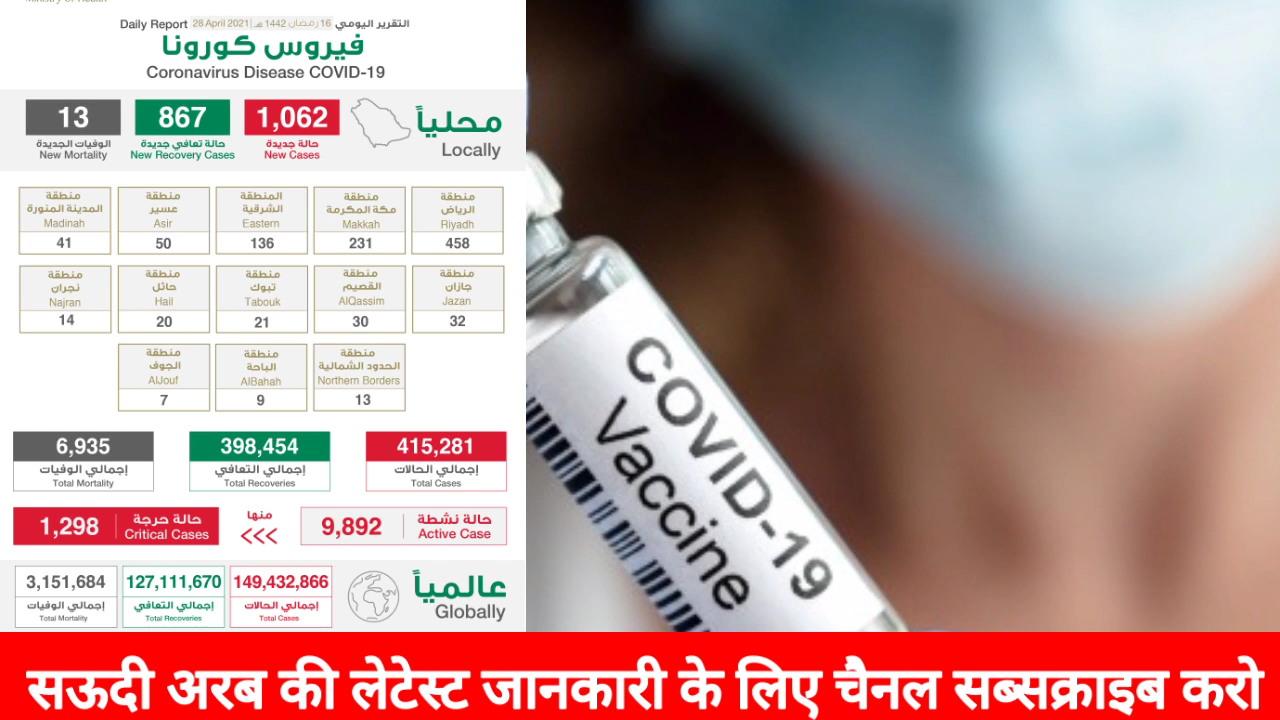 Ministry of Health
Daily Report 28 April 2021 | 16 رمضان 1442 هـ التقرير اليومي
فيروس كورونا
Coronavirus Disease COVID-19
محلياً
Locally
13
الوفيات الجديدة
New Mortality
867
حالة تعافي جديدة
New Recovery Cases
1,062
حالة جديدة
New Cases
منطقة
المدينة المنورة
Madinah
41
منطقة
عسير
Asir
50
المنطقة
الشرقية
Eastern
136
منطقة
مكة المكرمة
Makkah
231
منطقة
الرياض
Riyadh
458
منطقة
نجران
Najran
14
منطقة
حائل
Hail
20
منطقة
تبوك
Tabouk
21
منطقة
القصيم
AlQassim
30
منطقة
جازان
Jazan
32
منطقة
الجوف
AlJouf
7
منطقة
الباحة
AlBahah
9
منطقة
الحدود الشمالية
Northern Borders
13
6,935
إجمالي الوفيات
Total Mortality
398,454
إجمالي التعافي
Total Recoveries
415,281
إجمالي الحالات
Total Cases
1,298
حالة حرجة
Critical Cases
منها
9,892
حالة نشطة
Active Case
3,151,684
إجمالي الوفيات
Total Mortality
127,111,670
إجمالي التعافي
Total Recoveries
149,432,866
إجمالي الحالات
Total Cases
عالمياً
Globally
COVID-19
Vaccine
सऊदी अरब की लेटेस्ट जानकारी के लिए चैनल सब्सक्राइब करो